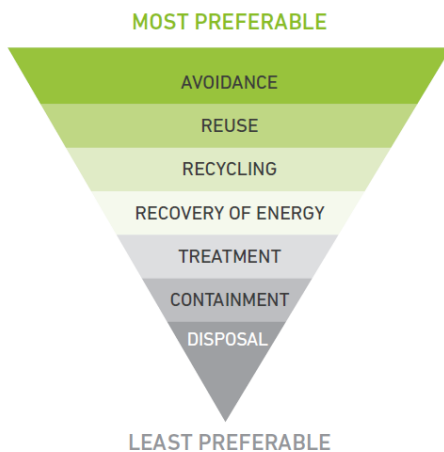 MOST PREFERABLE
AVOIDANCE
REUSE
RECYCLING
RECOVERY OF ENERGY
TREATMENT
CONTAINMENT
DISPOSAL
LEAST PREFERABLE